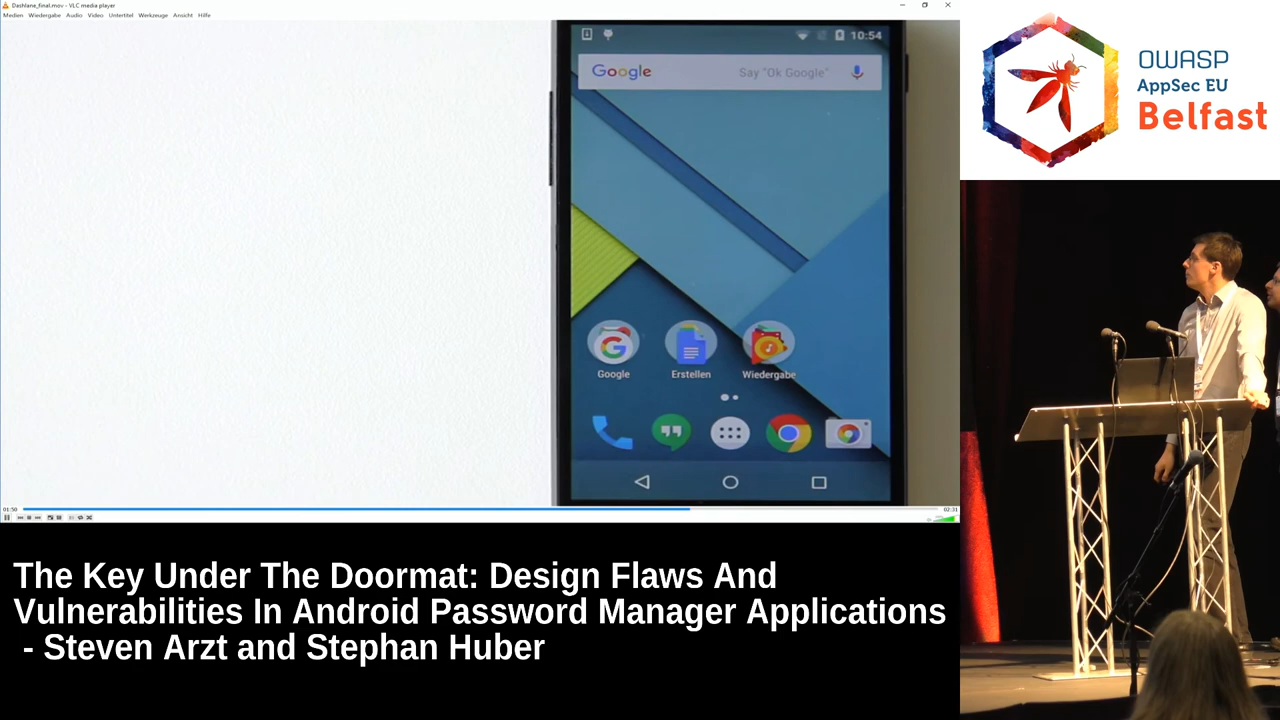 Dashlane_final.mov - VLC media player
Medien Wiedergabe Audio Video Untertitel Werkzeuge Ansicht Hilfe
10:54
Google Say "Ok Google"
Google Erstellen Wiedergabe
01:50 02:31
OWASP
AppSec EU
Belfast
The Key Under The Doormat: Design Flaws And
Vulnerabilities In Android Password Manager Applications
- Steven Arzt and Stephan Huber